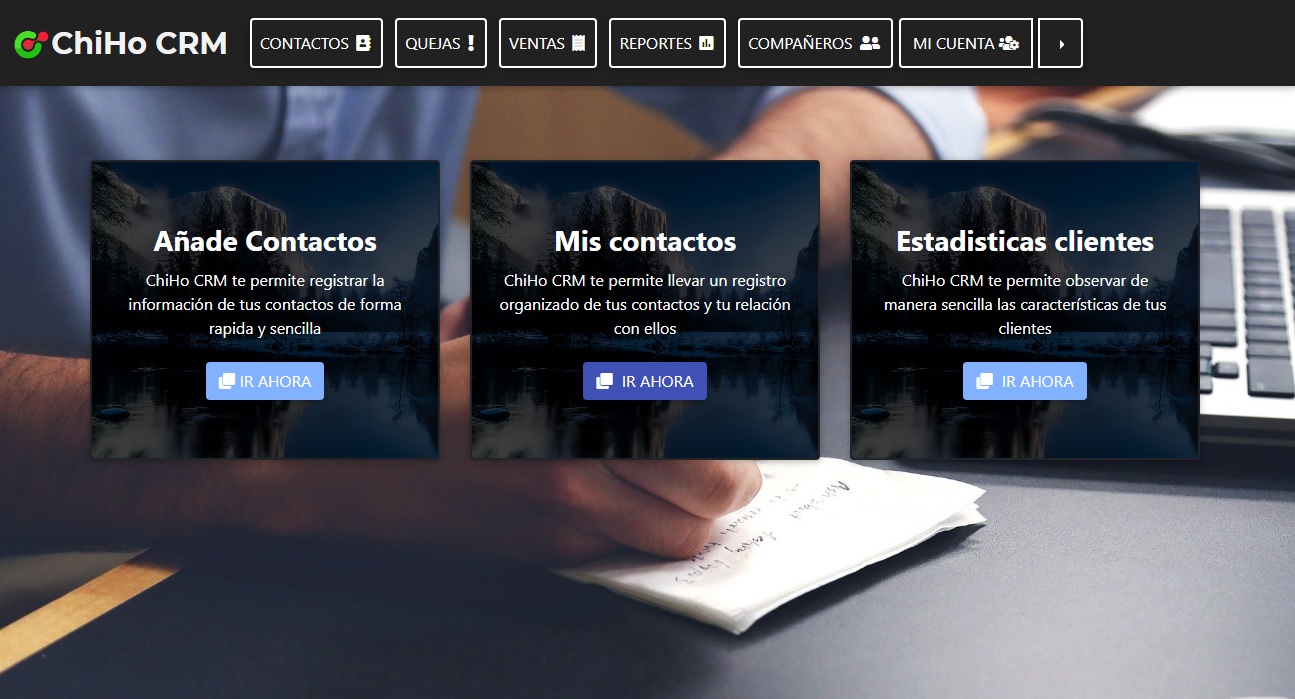 ChiHo CRM
CONTACTOS
QUEJAS
VENTAS
REPORTES
COMPAÑEROS
MI CUENTA
Añade Contactos
ChiHo CRM te permite registrar la
información de tus contactos de forma
rapida y sencilla
IR AHORA
Mis contactos
ChiHo CRM te permite llevar un registro
organizado de tus contactos y tu relación
con ellos
IR AHORA
Estadisticas clientes
ChiHo CRM te permite observar de
manera sencilla las características de tus
clientes
IR AHORA